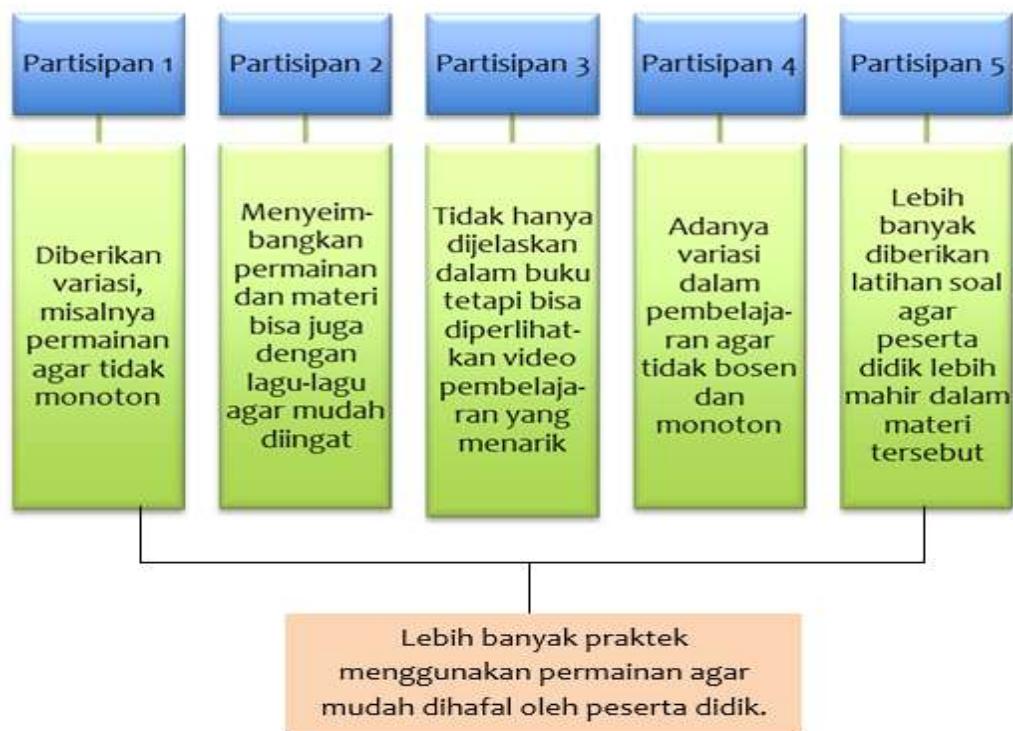 Partisipan 1
Diberikan
variasi,
misalnya
permainan
agar tidak
monoton
Partisipan 2
Menyeim-
bangkan
permainan
dan materi
bisa juga
dengan
lagu-lagu
agar mudah
diingat
Partisipan 3
Tidak hanya
dijelaskan
dalam buku
tetapi bisa
diperlihat-
kan video
pembelaja-
ran yang
menarik
Partisipan 4
Adanya
variasi
dalam
pembelaja-
ran agar
tidak bosen
dan
monoton
Partisipan 5
Lebih
banyak
diberikan
latihan soal
agar
peserta
didik lebih
mahir dalam
materi
tersebut
Lebih banyak praktek
menggunakan permainan agar
mudah dihafal oleh peserta didik.